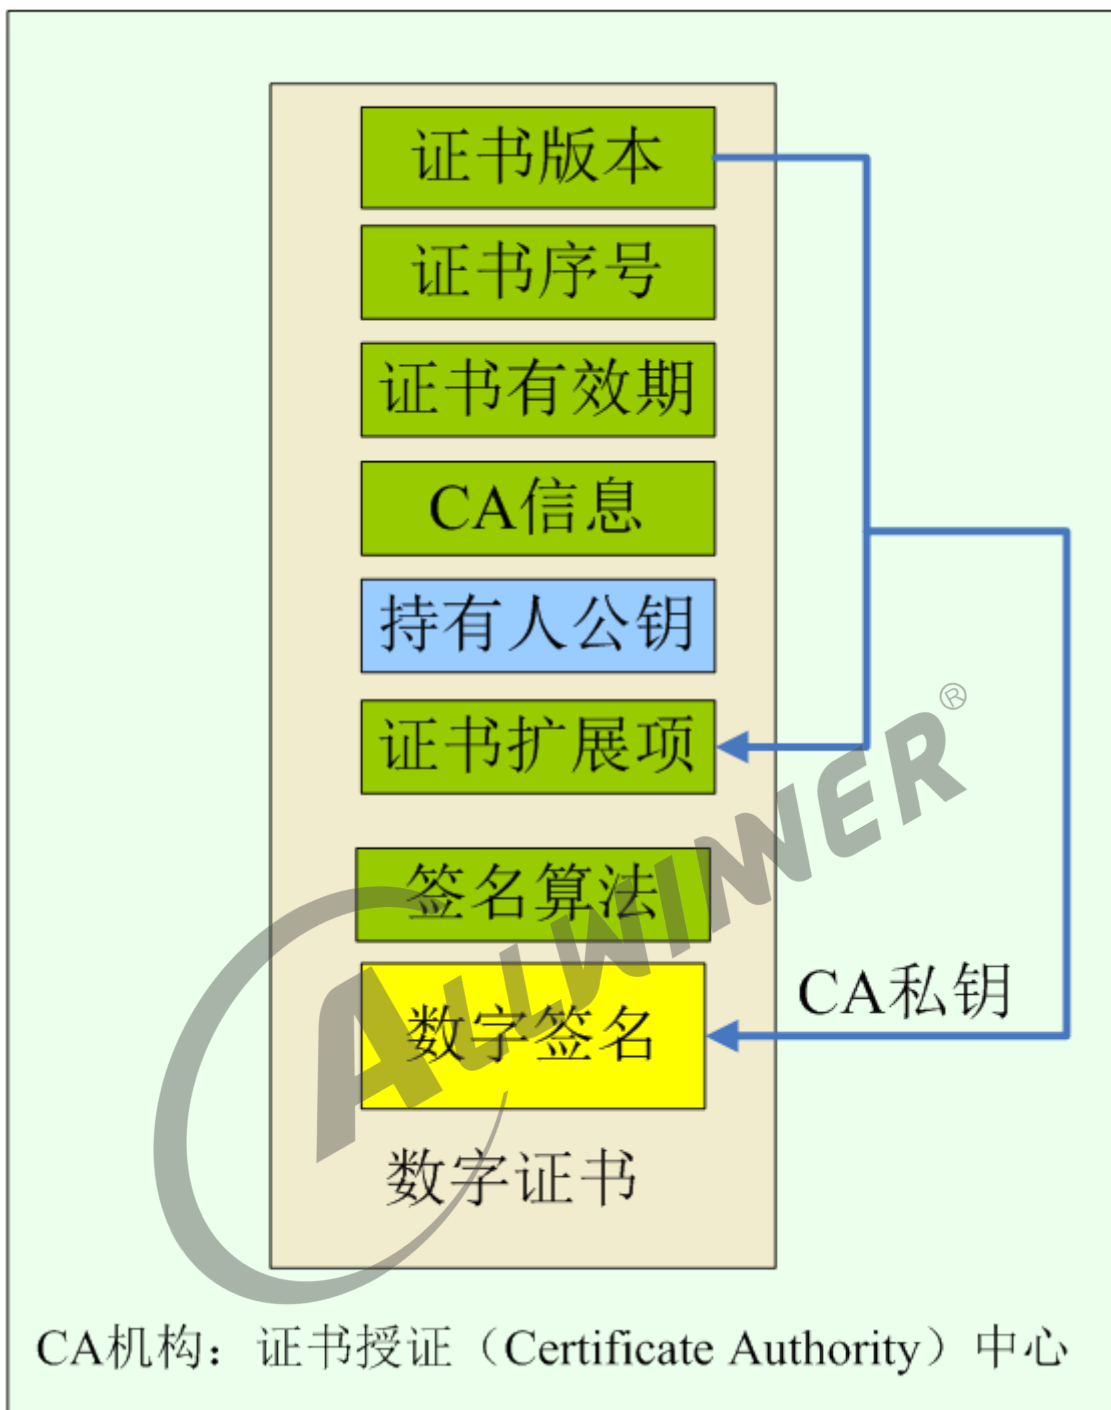 证书版本
证书序号
证书有效期
CA信息
持有人公钥
证书扩展项
签名算法
数字签名
CA私钥
数字证书
ALLWINNER®
CA机构：证书授证（Certificate Authority）中心